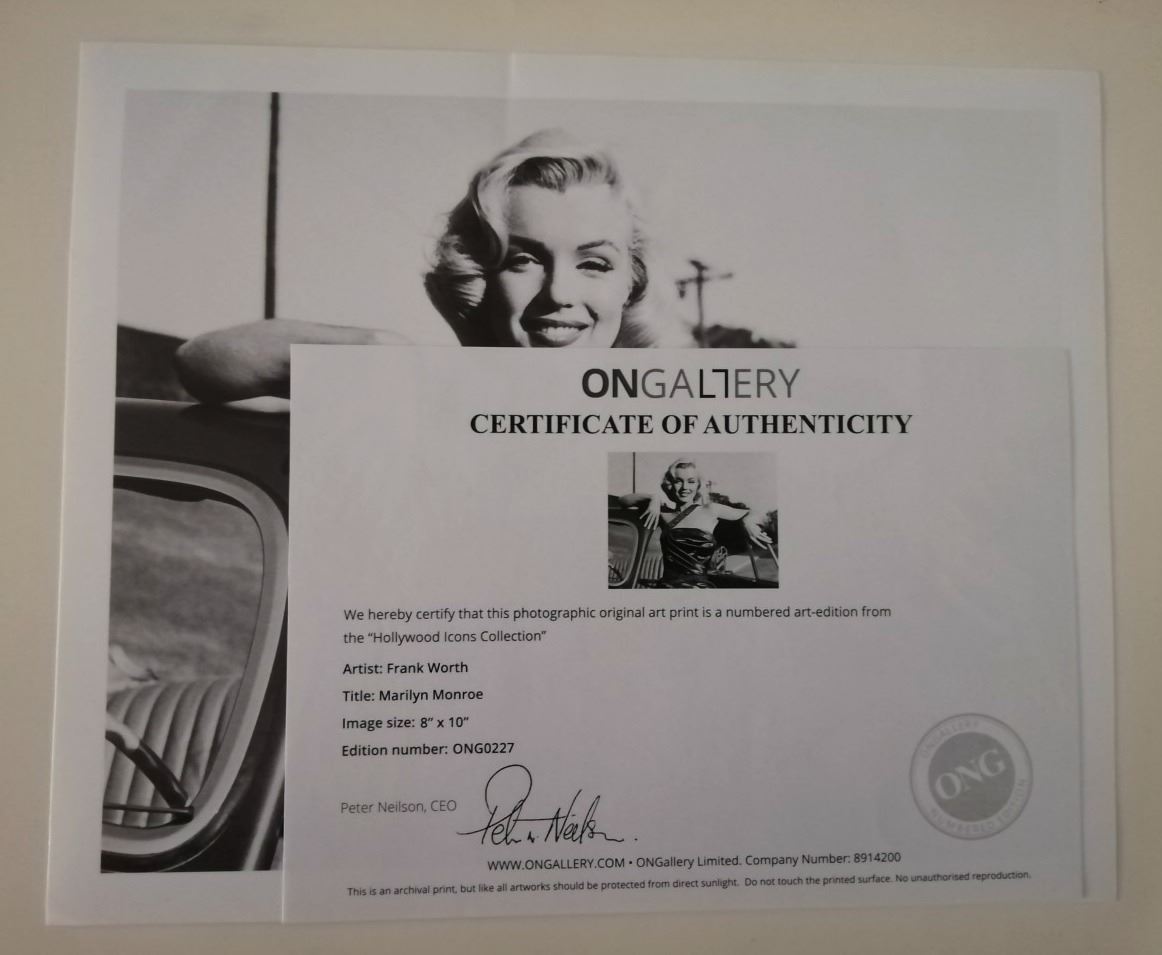 ONGALLERY
CERTIFICATE OF AUTHENTICITY
We hereby certify that this photographic original art print is a numbered art-edition from
the “Hollywood Icons Collection”
Artist: Frank Worth
Title: Marilyn Monroe
Image size: 8” x 10”
Edition number: ONG0227
Peter Neilson, CEO
ONGALLERY
ONG
NUMBERED EDITION
WWW.ONGALLERY.COM • ONGallery Limited. Company Number: 8914200
This is an archival print, but like all artworks should be protected from direct sunlight. Do not touch the printed surface. No unauthorised reproduction.